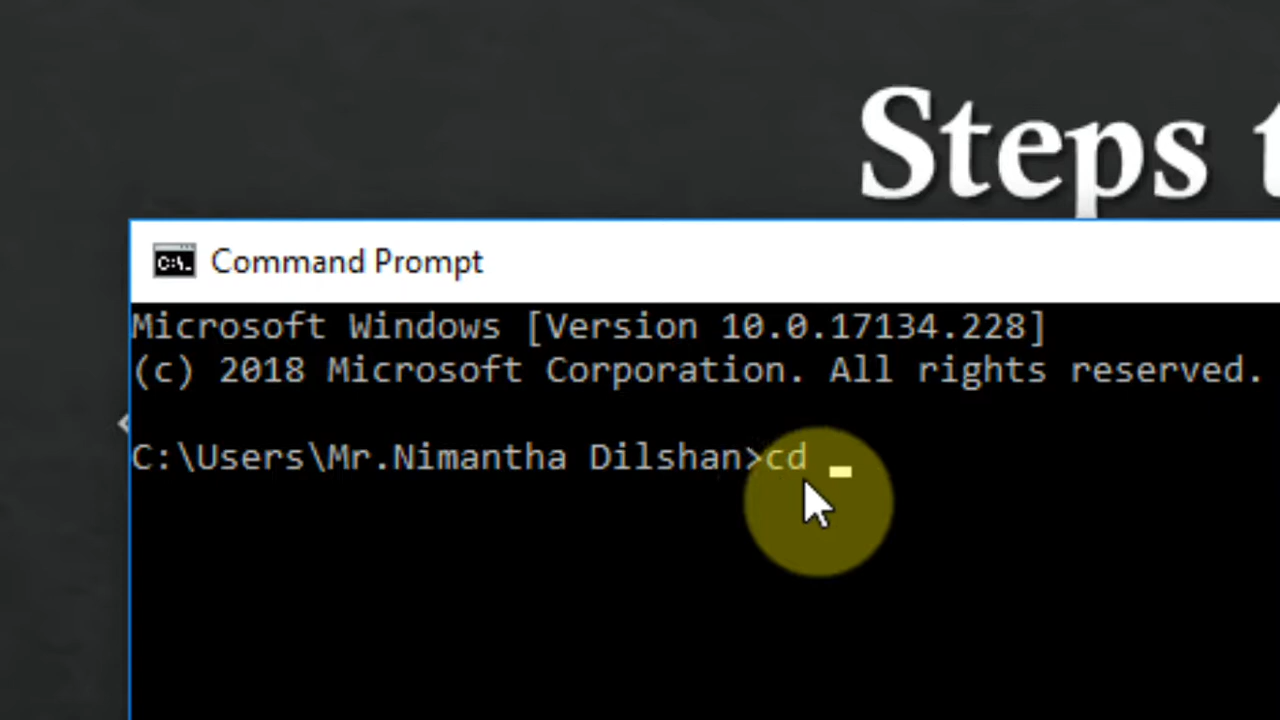 Steps
Command Prompt
Microsoft Windows [Version 10.0.17134.228]
(c) 2018 Microsoft Corporation. All rights reserved.
C:\Users\Mr.Nimantha Dilshan>cd